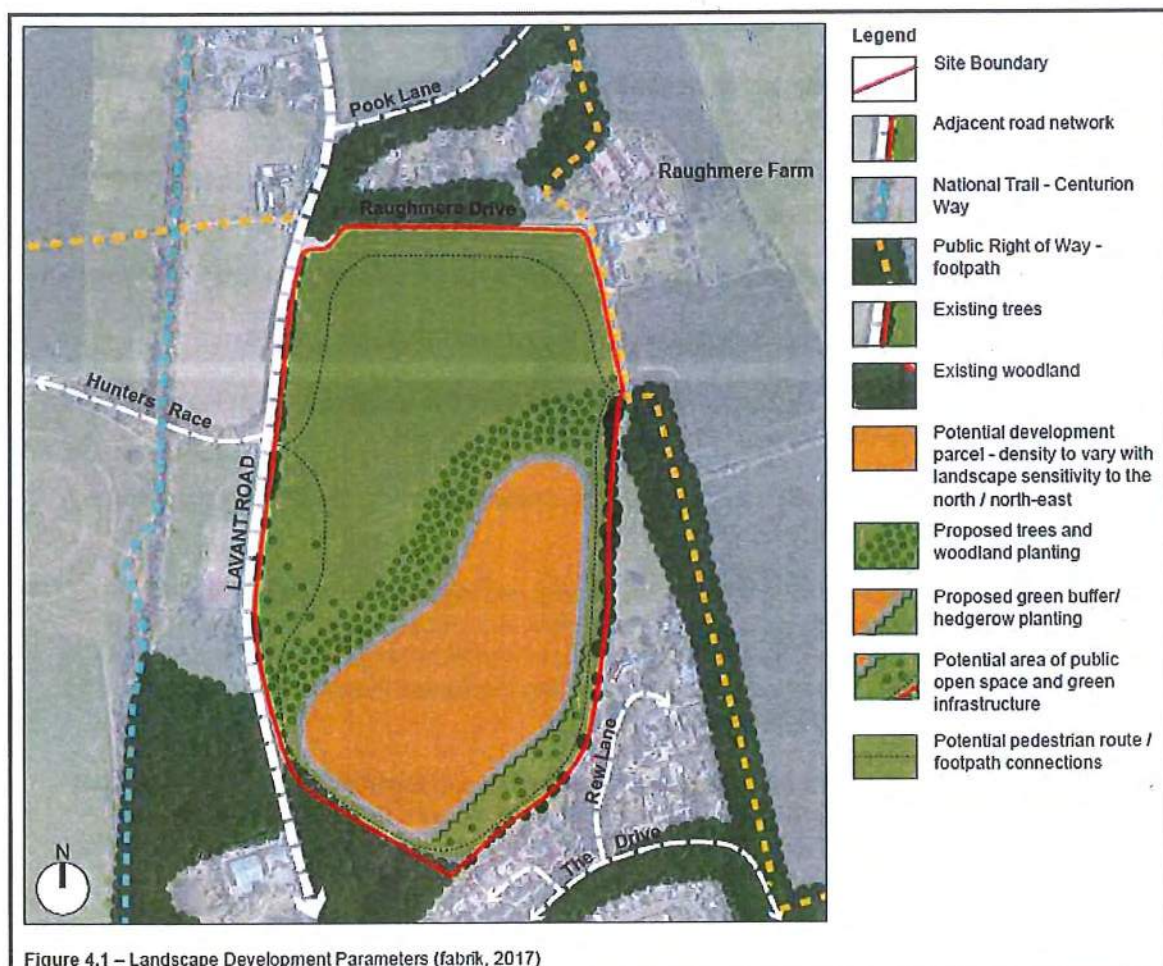 Pook Lane
Raughmere Farm
Raughmere Drive
Hunters Race
LAVANT ROAD
Rew Lane
The Drive
N
Legend
Site Boundary
Adjacent road network
National Trail - Centurion
Way
Public Right of Way -
footpath
Existing trees
Existing woodland
Potential development
parcel - density to vary with
landscape sensitivity to the
north / north-east
Proposed trees and
woodland planting
Proposed green buffer/
hedgerow planting
Potential area of public
open space and green
infrastructure
Potential pedestrian route /
footpath connections
Figure 4.1 – Landscape Development Parameters (fabrik, 2017)